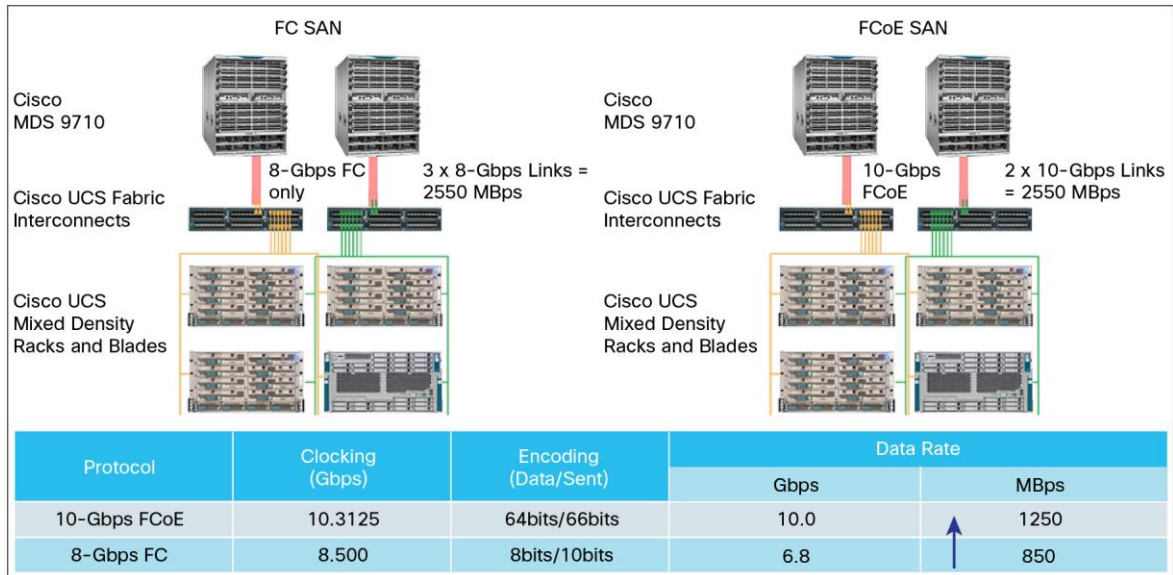 FC SAN
Cisco
MDS 9710
8-Gbps FC
only
3 x 8-Gbps Links =
2550 MBps
Cisco UCS Fabric
Interconnects
Cisco UCS
Mixed Density
Racks and Blades
FCoE SAN
Cisco
MDS 9710
10-Gbps
FCoE
2 x 10-Gbps Links
= 2550 MBps
Cisco UCS Fabric
Interconnects
Cisco UCS
Mixed Density
Racks and Blades
Protocol
Clocking
(Gbps)
Encoding
(Data/Sent)
Data Rate
Gbps
MBps
10-Gbps FCoE
10.3125
64bits/66bits
10.0
1250
8-Gbps FC
8.500
8bits/10bits
6.8
850